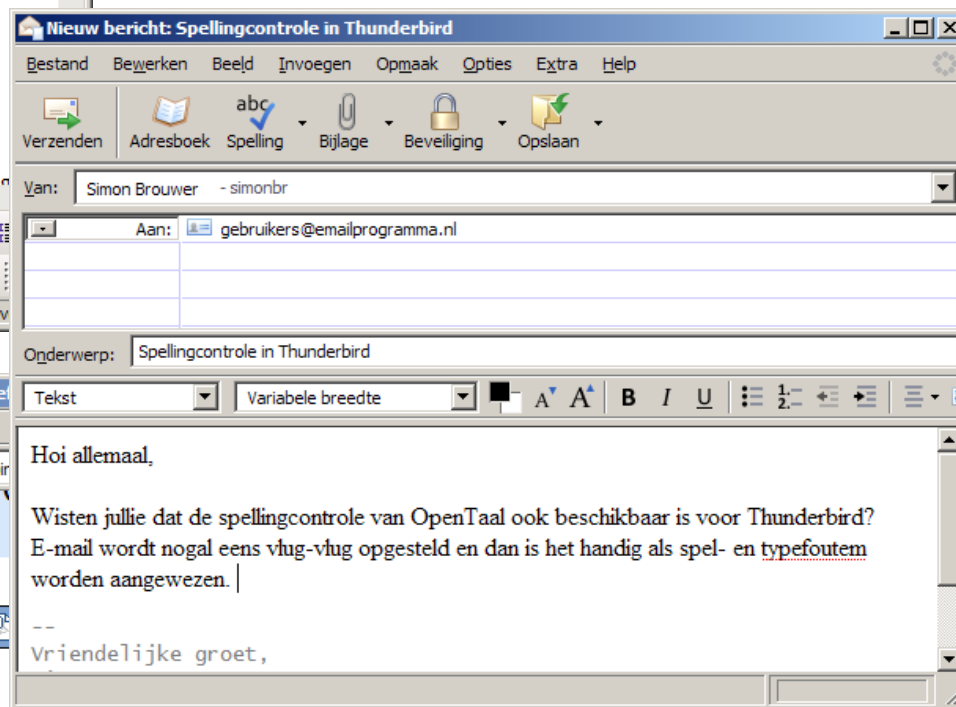 Nieuw bericht: Spellingcontrole in Thunderbird
Bestand Bewerken Beeld Invoegen Opmaak Opties Extra Help
abc
Verzenden Adresboek Spelling Bijlage Beveiliging Opslaan
Van: Simon Brouwer - simonbr
Aan: gebruikers@emailprogramma.nl
Onderwerp: Spellingcontrole in Thunderbird
Tekst Variabele breedte A A B I U 1. 2.
Hoi allemaal,
Wisten jullie dat de spellingcontrole van OpenTaal ook beschikbaar is voor Thunderbird?
E-mail wordt nogal eens vlug-vlug opgesteld en dan is het handig als spel- en typefoutem
worden aangewezen.
--
Vriendelijke groet,